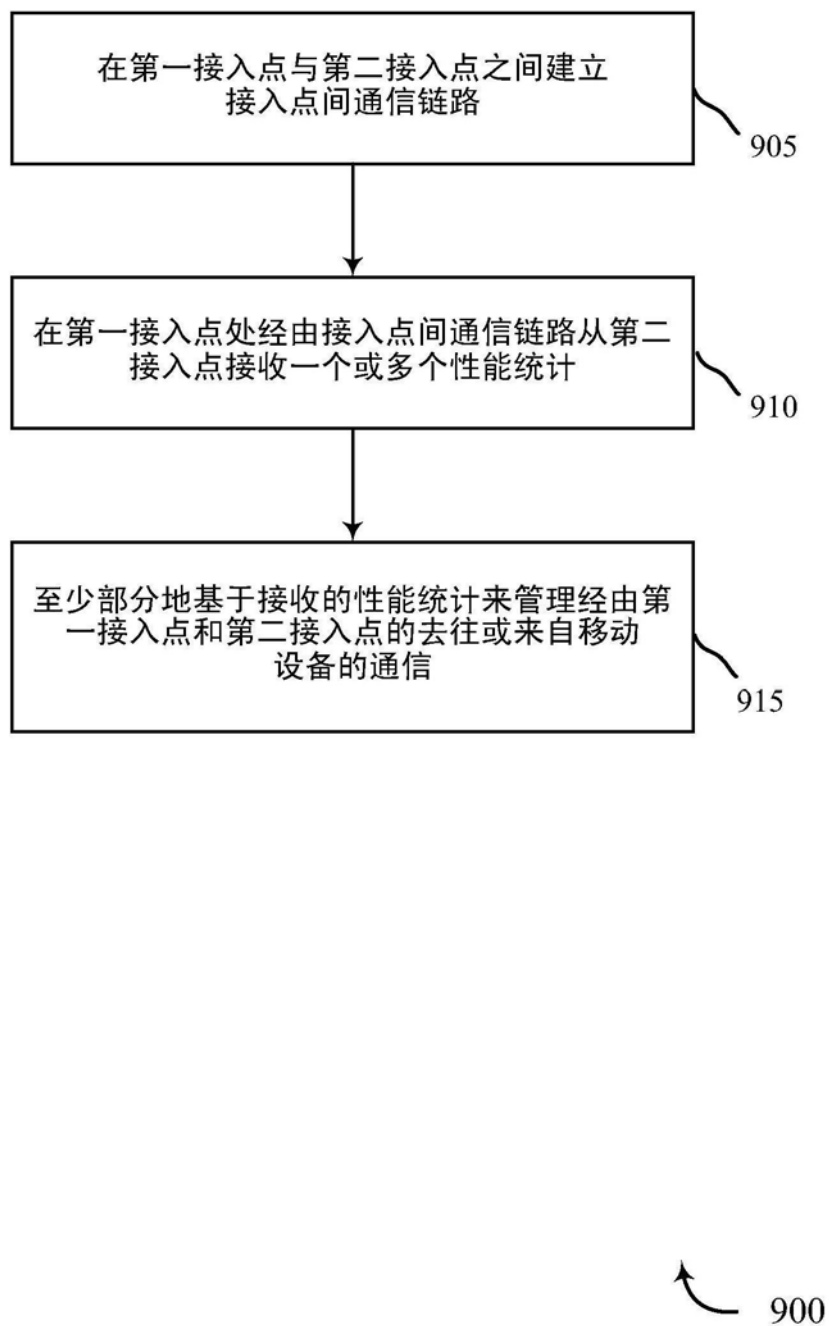 在第一接入点与第二接入点之间建立
接入点间通信链路
905
在第一接入点处经由接入点间通信链路从第二
接入点接收一个或多个性能统计
910
至少部分地基于接收的性能统计来管理经由第
一接入点和第二接入点的去往或来自移动
设备的通信
915
900